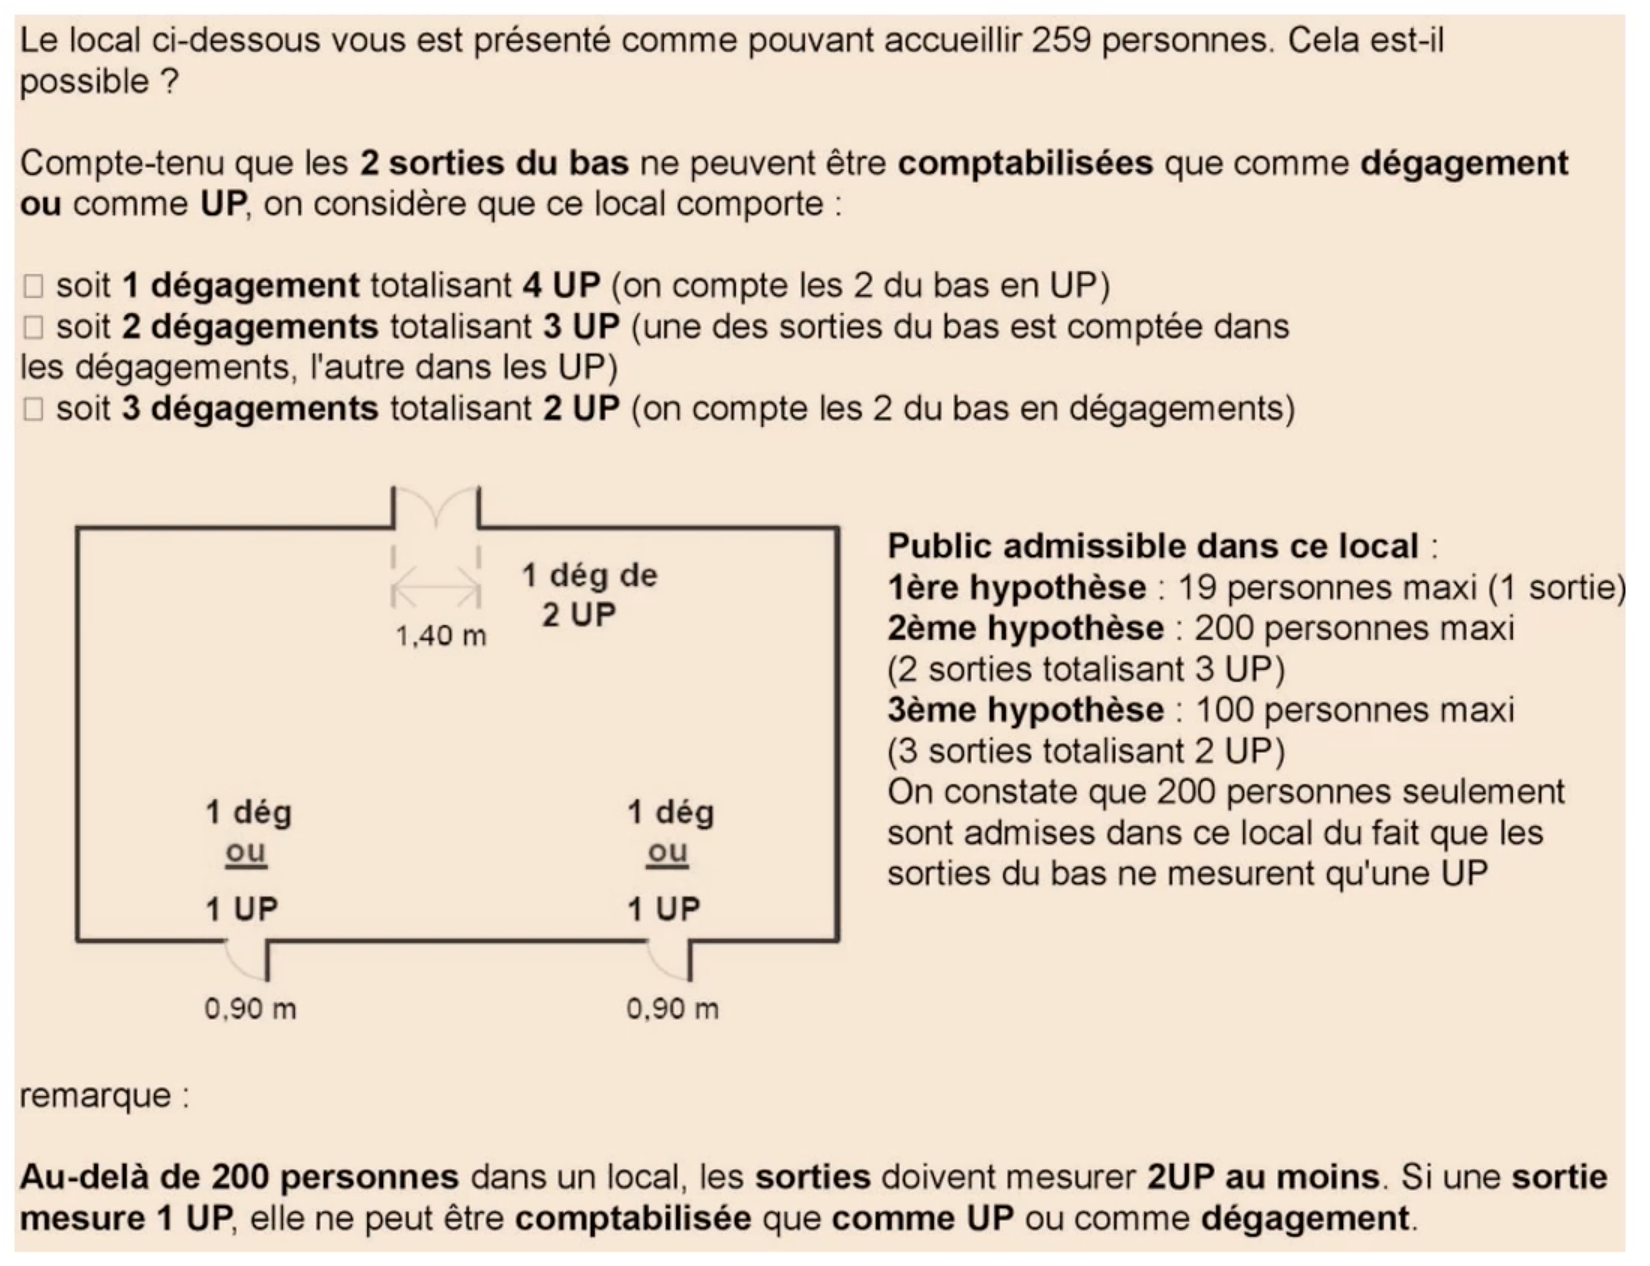 Le local ci-dessous vous est présenté comme pouvant accueillir 259 personnes. Cela est-il
possible ?
Compte-tenu que les 2 sorties du bas ne peuvent être comptabilisées que comme dégagement
ou comme UP, on considère que ce local comporte :
□ soit 1 dégagement totalisant 4 UP (on compte les 2 du bas en UP)
□ soit 2 dégagements totalisant 3 UP (une des sorties du bas est comptée dans
les dégagements, l'autre dans les UP)
□ soit 3 dégagements totalisant 2 UP (on compte les 2 du bas en dégagements)
1 dég de
2 UP
1,40 m
1 dég
ou
1 UP
0,90 m
1 dég
ou
1 UP
0,90 m
Public admissible dans ce local :
1ère hypothèse : 19 personnes maxi (1 sortie)
2ème hypothèse : 200 personnes maxi
(2 sorties totalisant 3 UP)
3ème hypothèse : 100 personnes maxi
(3 sorties totalisant 2 UP)
On constate que 200 personnes seulement
sont admises dans ce local du fait que les
sorties du bas ne mesurent qu'une UP
remarque :
Au-delà de 200 personnes dans un local, les sorties doivent mesurer 2UP au moins. Si une sortie
mesure 1 UP, elle ne peut être comptabilisée que comme UP ou comme dégagement.